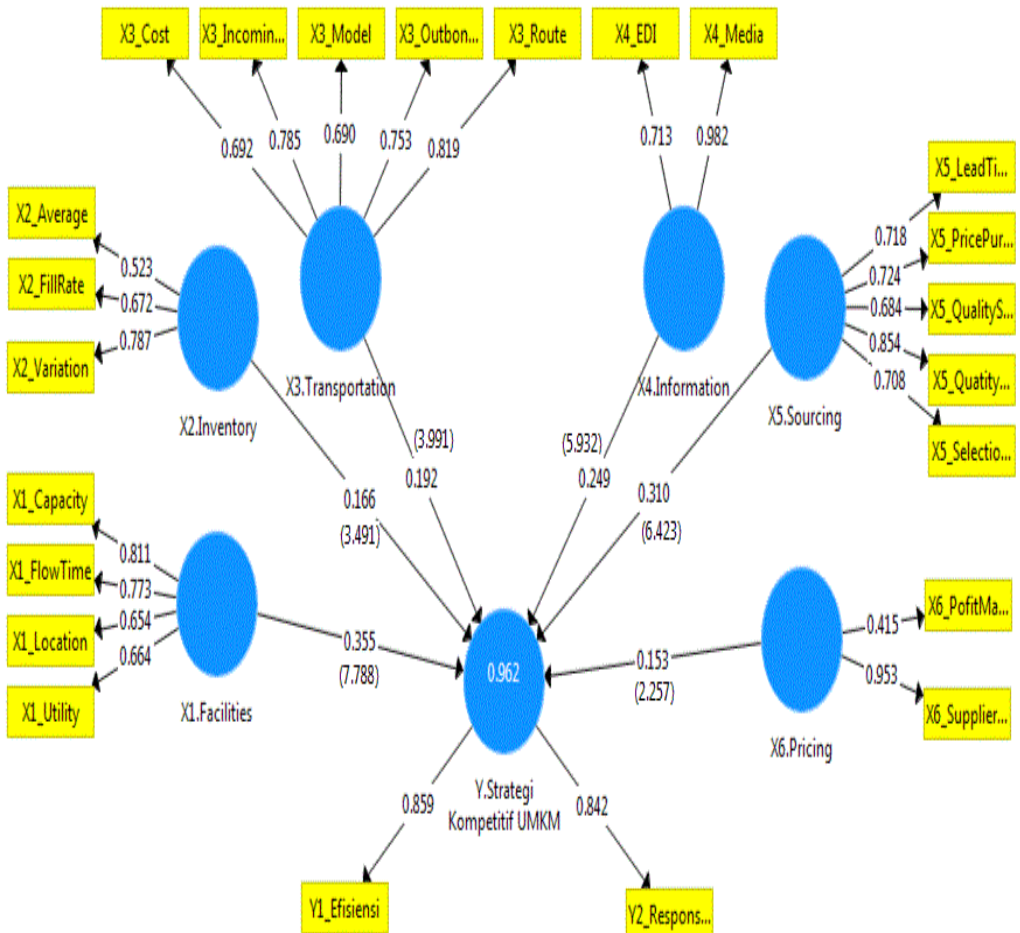 X3_Cost
X3_Incomin...
X3_Model
X3_Outbon...
X3_Route
X4_EDI
X4_Media
0.692
0.785
0.690
0.753
0.819
0.713
0.982
X2_Average
X2_FillRate
X2_Variation
0.523
0.672
0.787
X2.Inventory
X3.Transportation
X4.Information
X5.Sourcing
X5_LeadTi...
X5_PricePur...
X5_QualityS...
X5_Quatity...
X5_Selectio...
0.718
0.724
0.684
0.854
0.708
(3.991)
0.192
0.166
(3.491)
(5.932)
0.249
0.310
(6.423)
X1_Capacity
X1_FlowTime
X1_Location
X1_Utility
0.811
0.773
0.654
0.664
X1.Facilities
0.355
(7.788)
0.962
0.153
(2.257)
X6_PofitMa...
X6_Supplier...
0.415
0.953
X6.Pricing
Y.Strategi
Kompetitif UMKM
0.859
0.842
Y1_Efisiensi
Y2_Respons...